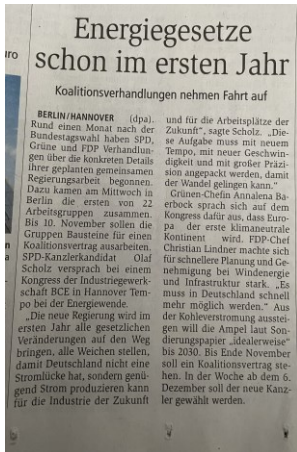 uro
Energiegesetze
schon im ersten Jahr
Koalitionsverhandlungen nehmen Fahrt auf
BERLIN/HANNOVER (dpa).
Rund einen Monat nach der
Bundestagswahl haben SPD,
Grüne und FDP Verhandlun-
gen über die konkreten Details
ihrer geplanten gemeinsamen
Regierungsarbeit begonnen.
Dazu kamen am Mittwoch in
Berlin die ersten von 22
Arbeitsgruppen zusammen.
Bis 10. November sollen die
Gruppen Bausteine für einen
Koalitionsvertrag ausarbeiten.
SPD-Kanzlerkandidat Olaf
Scholz versprach bei einem
Kongress der Industriegewerk-
schaft BCE in Hannover Tem-
po bei der Energiewende.
„Die neue Regierung wird im
ersten Jahr alle gesetzlichen
Veränderungen auf den Weg
bringen, alle Weichen stellen,
damit Deutschland nicht eine
Stromlücke hat, sondern genü-
gend Strom produzieren kann
für die Industrie der Zukunft
und für die Arbeitsplätze der
Zukunft“, sagte Scholz. „Die-
se Aufgabe muss mit neuem
Tempo, mit neuer Geschwin-
digkeit und mit großer Präzi-
sion angepackt werden, damit
der Wandel gelingen kann.“
Grünen-Chefin Annalena Ba-
erbock sprach sich auf dem
Kongress dafür aus, dass Euro-
pa der erste klimaneutrale
Kontinent wird. FDP-Chef
Christian Lindner machte sich
für schnellere Planung und Ge-
nehmigung bei Windenergie
und Infrastruktur stark. „Es
muss in Deutschland schnell
mehr möglich werden.“ Aus
der Kohleverstromung ausstei-
gen will die Ampel laut Son-
dierungspapier „idealerweise“
bis 2030. Bis Ende November
soll ein Koalitionsvertrag ste-
hen. In der Woche ab dem 6.
Dezember soll der neue Kanz-
ler gewählt werden.